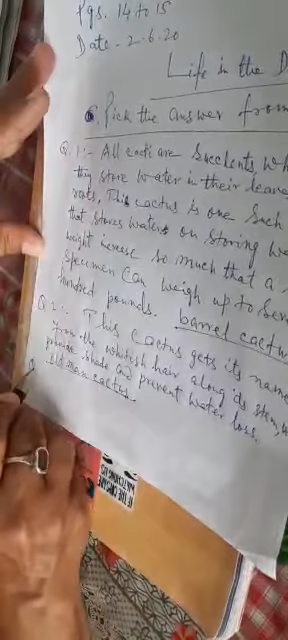 Pgs. 14 to 15
Date - 2.6.20
Life in the D
Pick the answer from
Q.1:- All cacti are succulents, wh
they store water in their leave
roots. This cactus is one such
that stores water on storing we
weight increase so much that a
specimen can weigh up to sev
hundred pounds. barrel cactu
Q 2:- This cactus gets its name
from the whitish hair along its stem, w
provide shade and prevent water loss.
old man cactus.